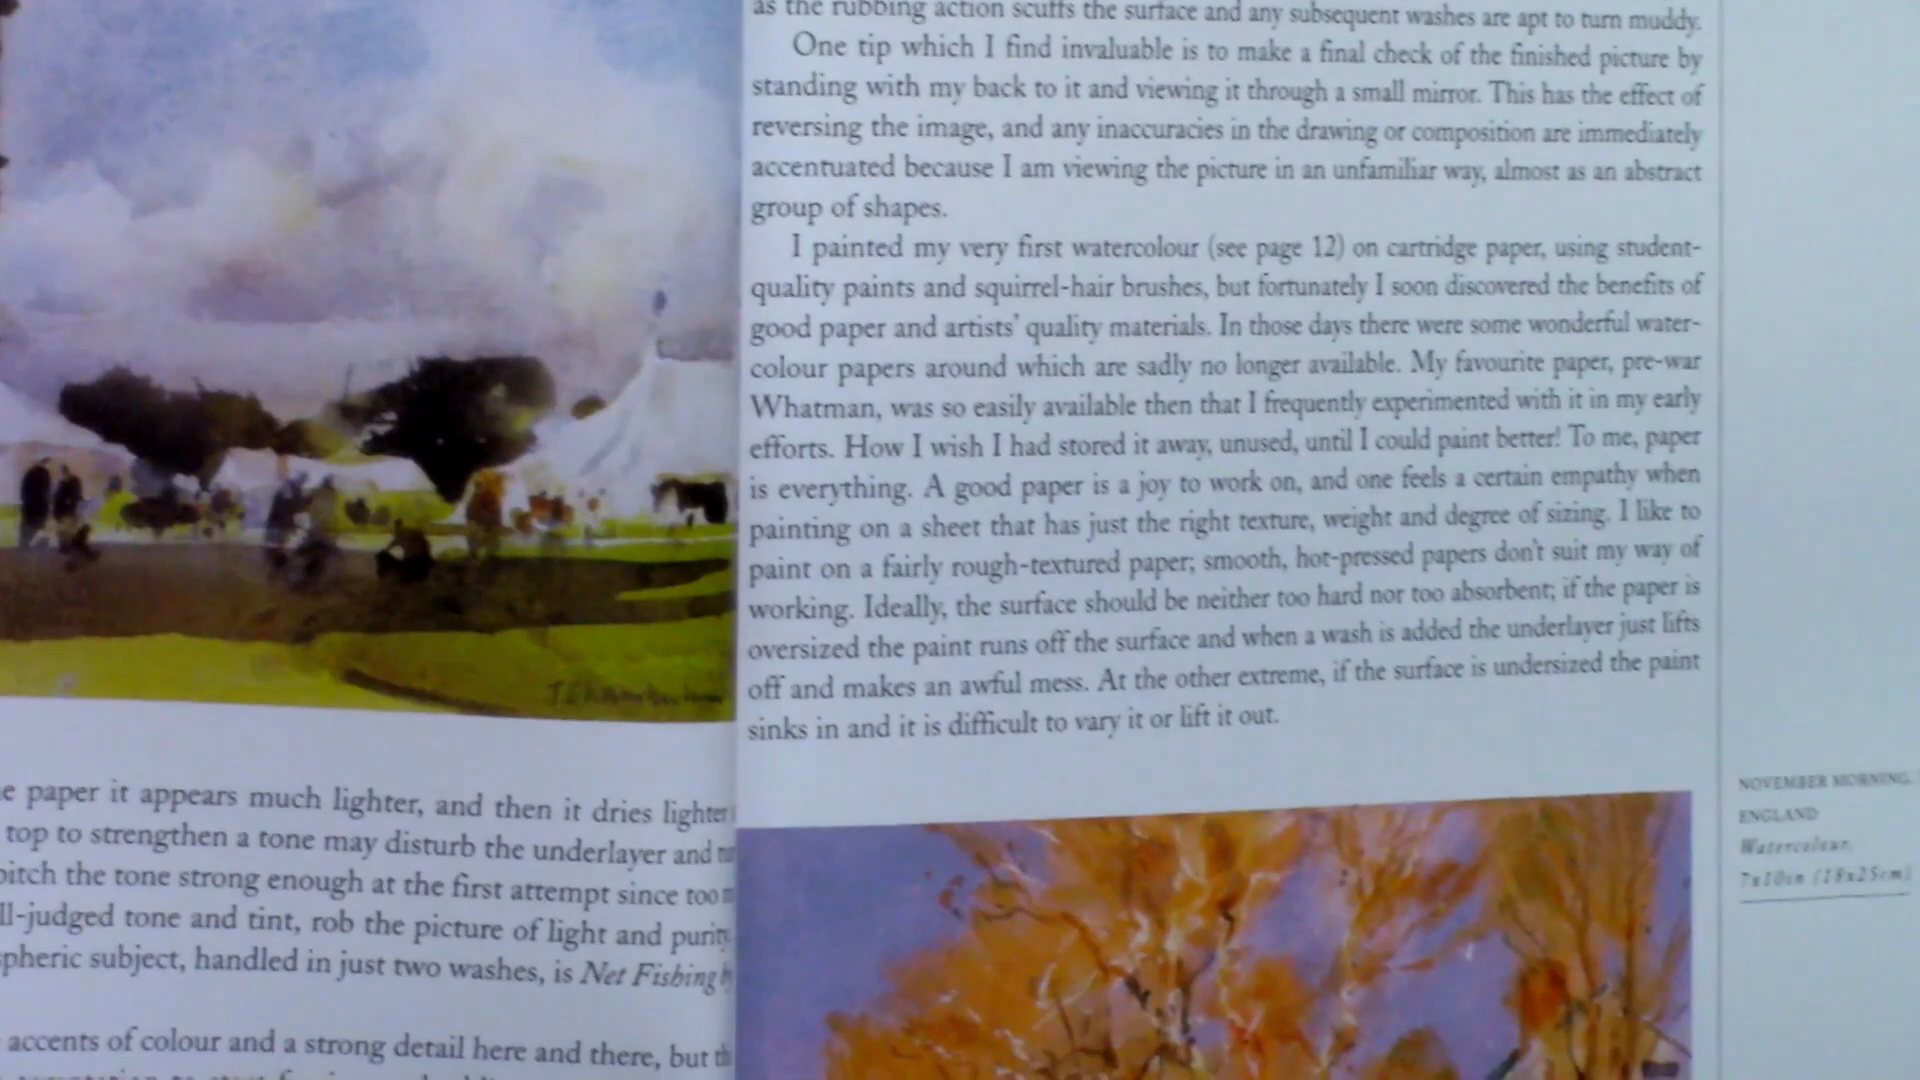 e paper it appears much lighter, and then it dries lighter
top to strengthen a tone may disturb the underlayer and
pitch the tone strong enough at the first attempt since too
ll-judged tone and tint, rob the picture of light and purity
pheric subject, handled in just two washes, is Net Fishing
accents of colour and a strong detail here and there, but
as the rubbing action scuffs the surface and any subsequent washes are apt to turn muddy.
One tip which I find invaluable is to make a final check of the finished picture by
standing with my back to it and viewing it through a small mirror. This has the effect of
reversing the image, and any inaccuracies in the drawing or composition are immediately
accentuated because I am viewing the picture in an unfamiliar way, almost as an abstract
group of shapes.
I painted my very first watercolour (see page 12) on cartridge paper, using student-
quality paints and squirrel-hair brushes, but fortunately I soon discovered the benefits of
good paper and artists' quality materials. In those days there were some wonderful water-
colour papers around which are sadly no longer available. My favourite paper, pre-war
Whatman, was so easily available then that I frequently experimented with it in my early
efforts. How I wish I had stored it away, unused, until I could paint better! To me, paper
is everything. A good paper is a joy to work on, and one feels a certain empathy when
painting on a sheet that has just the right texture, weight and degree of sizing. I like to
paint on a fairly rough-textured paper; smooth, hot-pressed papers don't suit my way of
working. Ideally, the surface should be neither too hard nor too absorbent; if the paper is
oversized the paint runs off the surface and when a wash is added the underlayer just lifts
off and makes an awful mess. At the other extreme, if the surface is undersized the paint
sinks in and it is difficult to vary it or lift it out.
NOVEMBER MORNING,
ENGLAND
Watercolour,
7x10in (18x25cm)